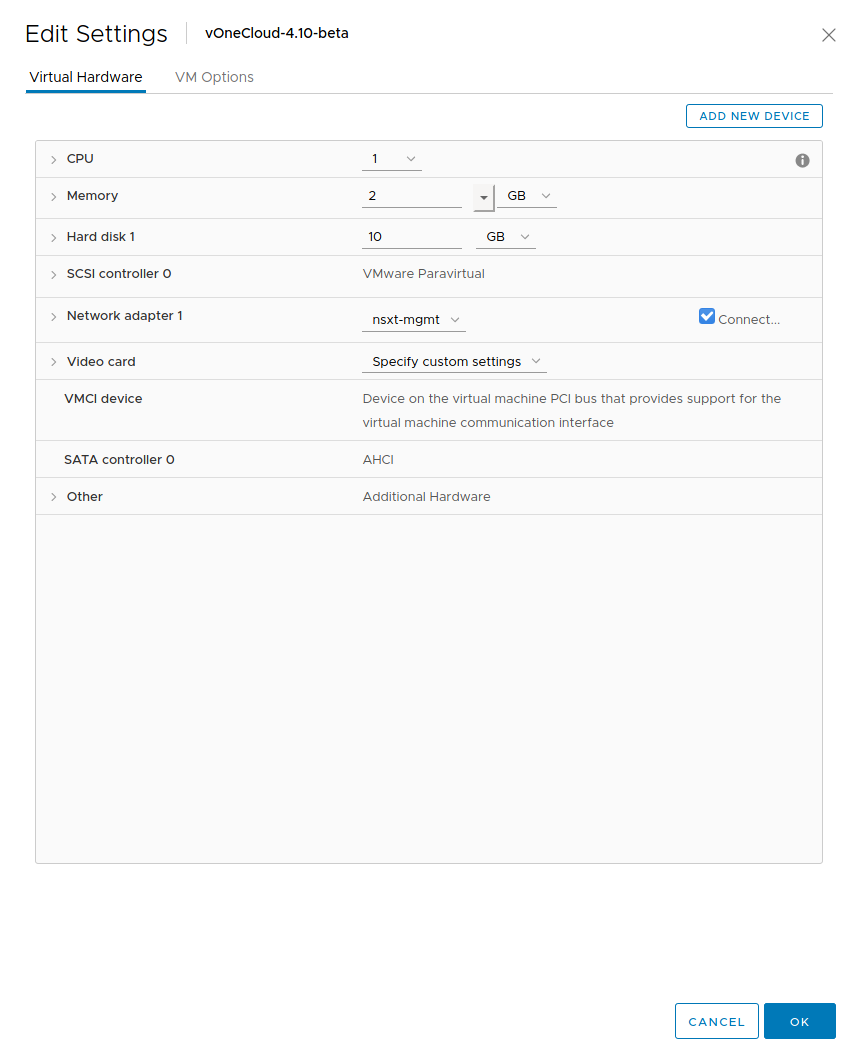 Edit Settings vOneCloud-4.10-beta
Virtual Hardware VM Options
ADD NEW DEVICE
CPU 1
Memory 2 GB
Hard disk 1 10 GB
SCSI controller 0 VMware Paravirtual
Network adapter 1 nsxt-mgmt Connect...
Video card Specify custom settings
VMCI device Device on the virtual machine PCI bus that provides support for the
virtual machine communication interface
SATA controller 0 AHCI
Other Additional Hardware
CANCEL OK